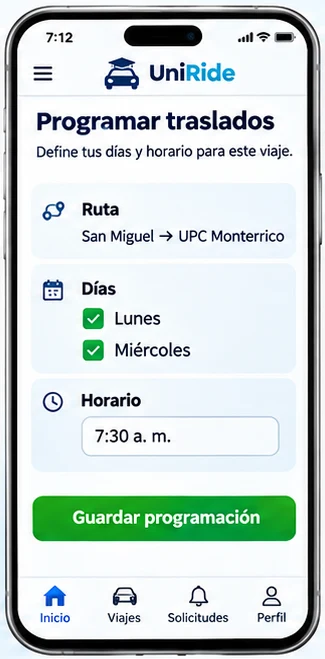 7:12
UniRide
Programar traslados
Define tus días y horario para este viaje.
Ruta
San Miguel → UPC Monterrico
Días
Lunes
Miércoles
Horario
7:30 a. m.
Guardar programación
Inicio Viajes Solicitudes Perfil